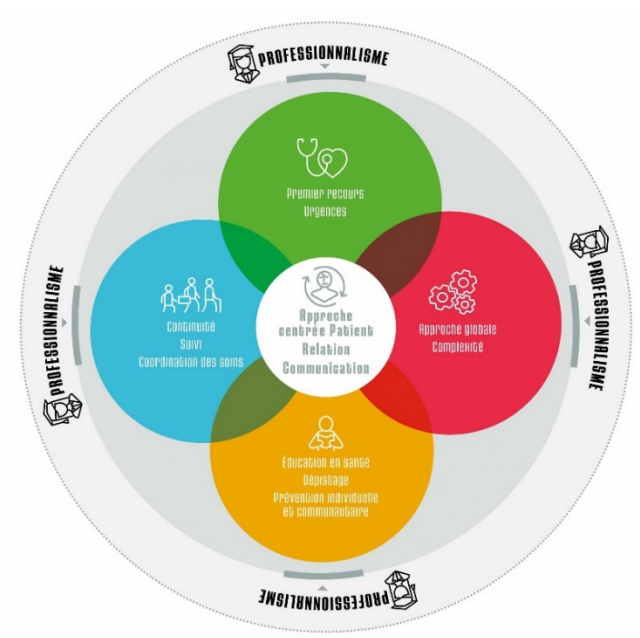 PROFESSIONNALISME
Premier recours
Urgences
PROFESSIONNALISME
Continuité
Suivi
Coordination des soins
Approche
centrée Patient
Relation
Communication
Approche globale
Complexité
PROFESSIONNALISME
Éducation en santé
Dépistage
Prévention individuelle
et communautaire
PROFESSIONNALISME